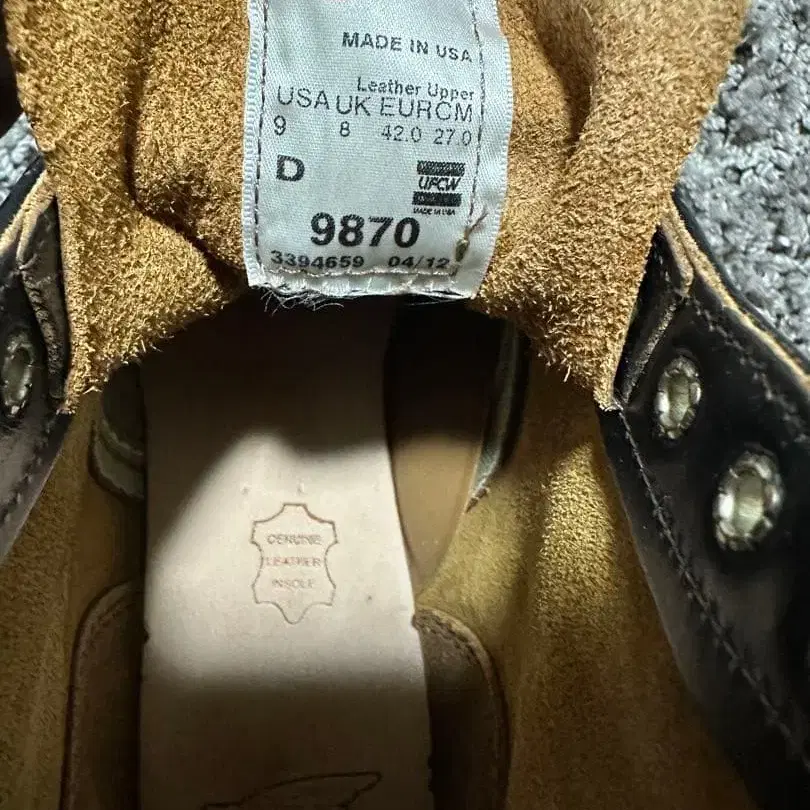 MADE IN USA
Leather Upper
USA UK EUR CM
9 8 42.0 27.0
D
UFCW
MADE IN USA
9870
3394659 04/12
GENUINE
LEATHER
INSOLE